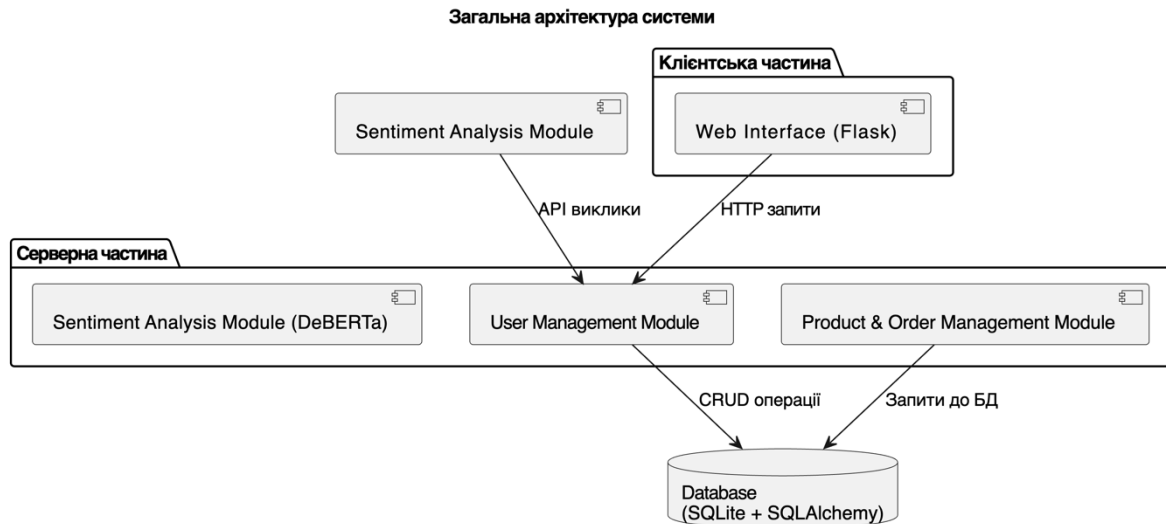 Загальна архітектура системи
Клієнтська частина
Sentiment Analysis Module
Web Interface (Flask)
API виклики
HTTP запити
Серверна частина
Sentiment Analysis Module (DeBERTa)
User Management Module
Product & Order Management Module
CRUD операції
Запити до БД
Database
(SQLite + SQLAlchemy)